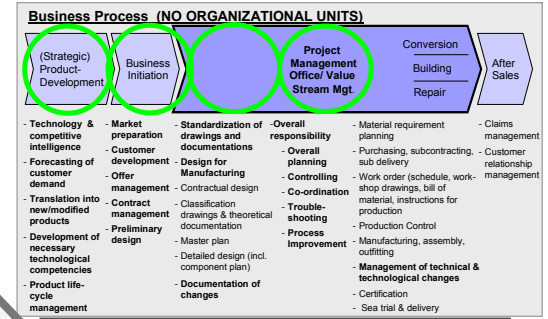 Business Process (NO ORGANIZATIONAL UNITS)
(Strategic)
Product-
Development
Business
Initiation
Project
Management
Office/ Value
Stream Mgt.
Conversion
Building
Repair
After
Sales
- Technology &
competitive
intelligence
- Forecasting of
customer
demand
- Translation into
new/modified
products
- Development of
necessary
technological
competencies
- Product life-
cycle
management
- Market
preparation
- Customer
development
- Offer
management
- Contract
management
- Preliminary
design
- Standardization of
drawings and
documentations
- Design for
Manufacturing
- Contractual design
- Classification
drawings & theoretical
documentation
- Master plan
- Detailed design (incl.
component plan)
- Documentation of
changes
-Overall
responsibility
- Overall
planning
- Controlling
- Co-ordination
- Trouble-
shooting
- Process
Improvement
- Material requirement
planning
- Purchasing, subcontracting,
sub delivery
- Work order (schedule, work-
shop drawings, bill of
material, instructions for
production
- Production Control
- Manufacturing, assembly,
outfitting
- Management of technical &
technological changes
- Certification
- Sea trial & delivery
- Claims
management
- Customer
relationship
management